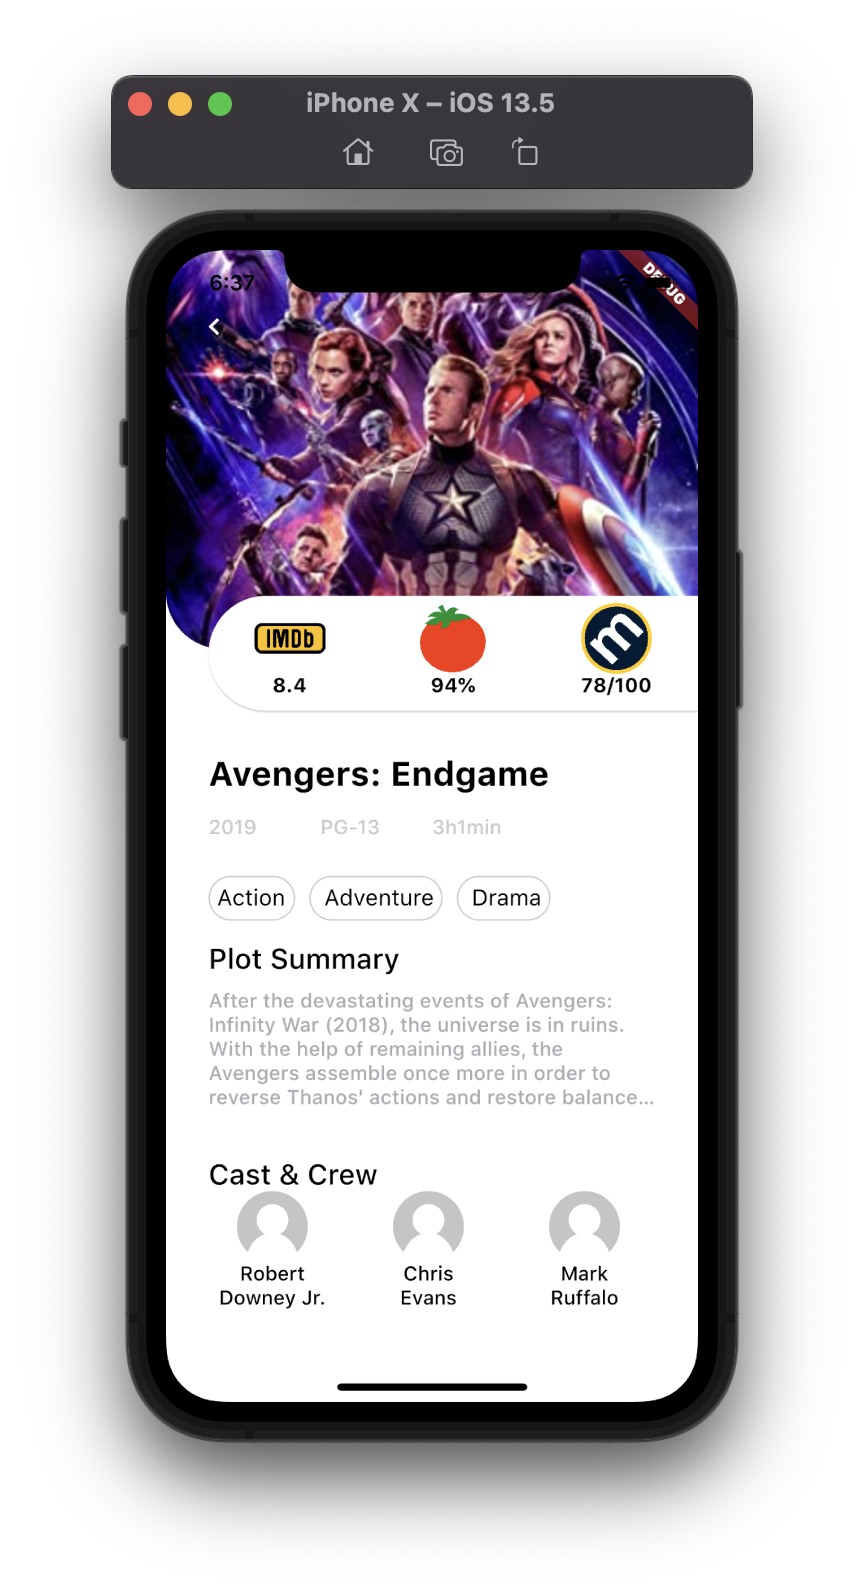 iPhone X – iOS 13.5
6:37
DEBUG
IMDb
m
8.4
94%
78/100
Avengers: Endgame
2019 PG-13 3h1min
Action Adventure Drama
Plot Summary
After the devastating events of Avengers:
Infinity War (2018), the universe is in ruins.
With the help of remaining allies, the
Avengers assemble once more in order to
reverse Thanos' actions and restore balance...
Cast & Crew
Robert
Downey Jr.
Chris
Evans
Mark
Ruffalo